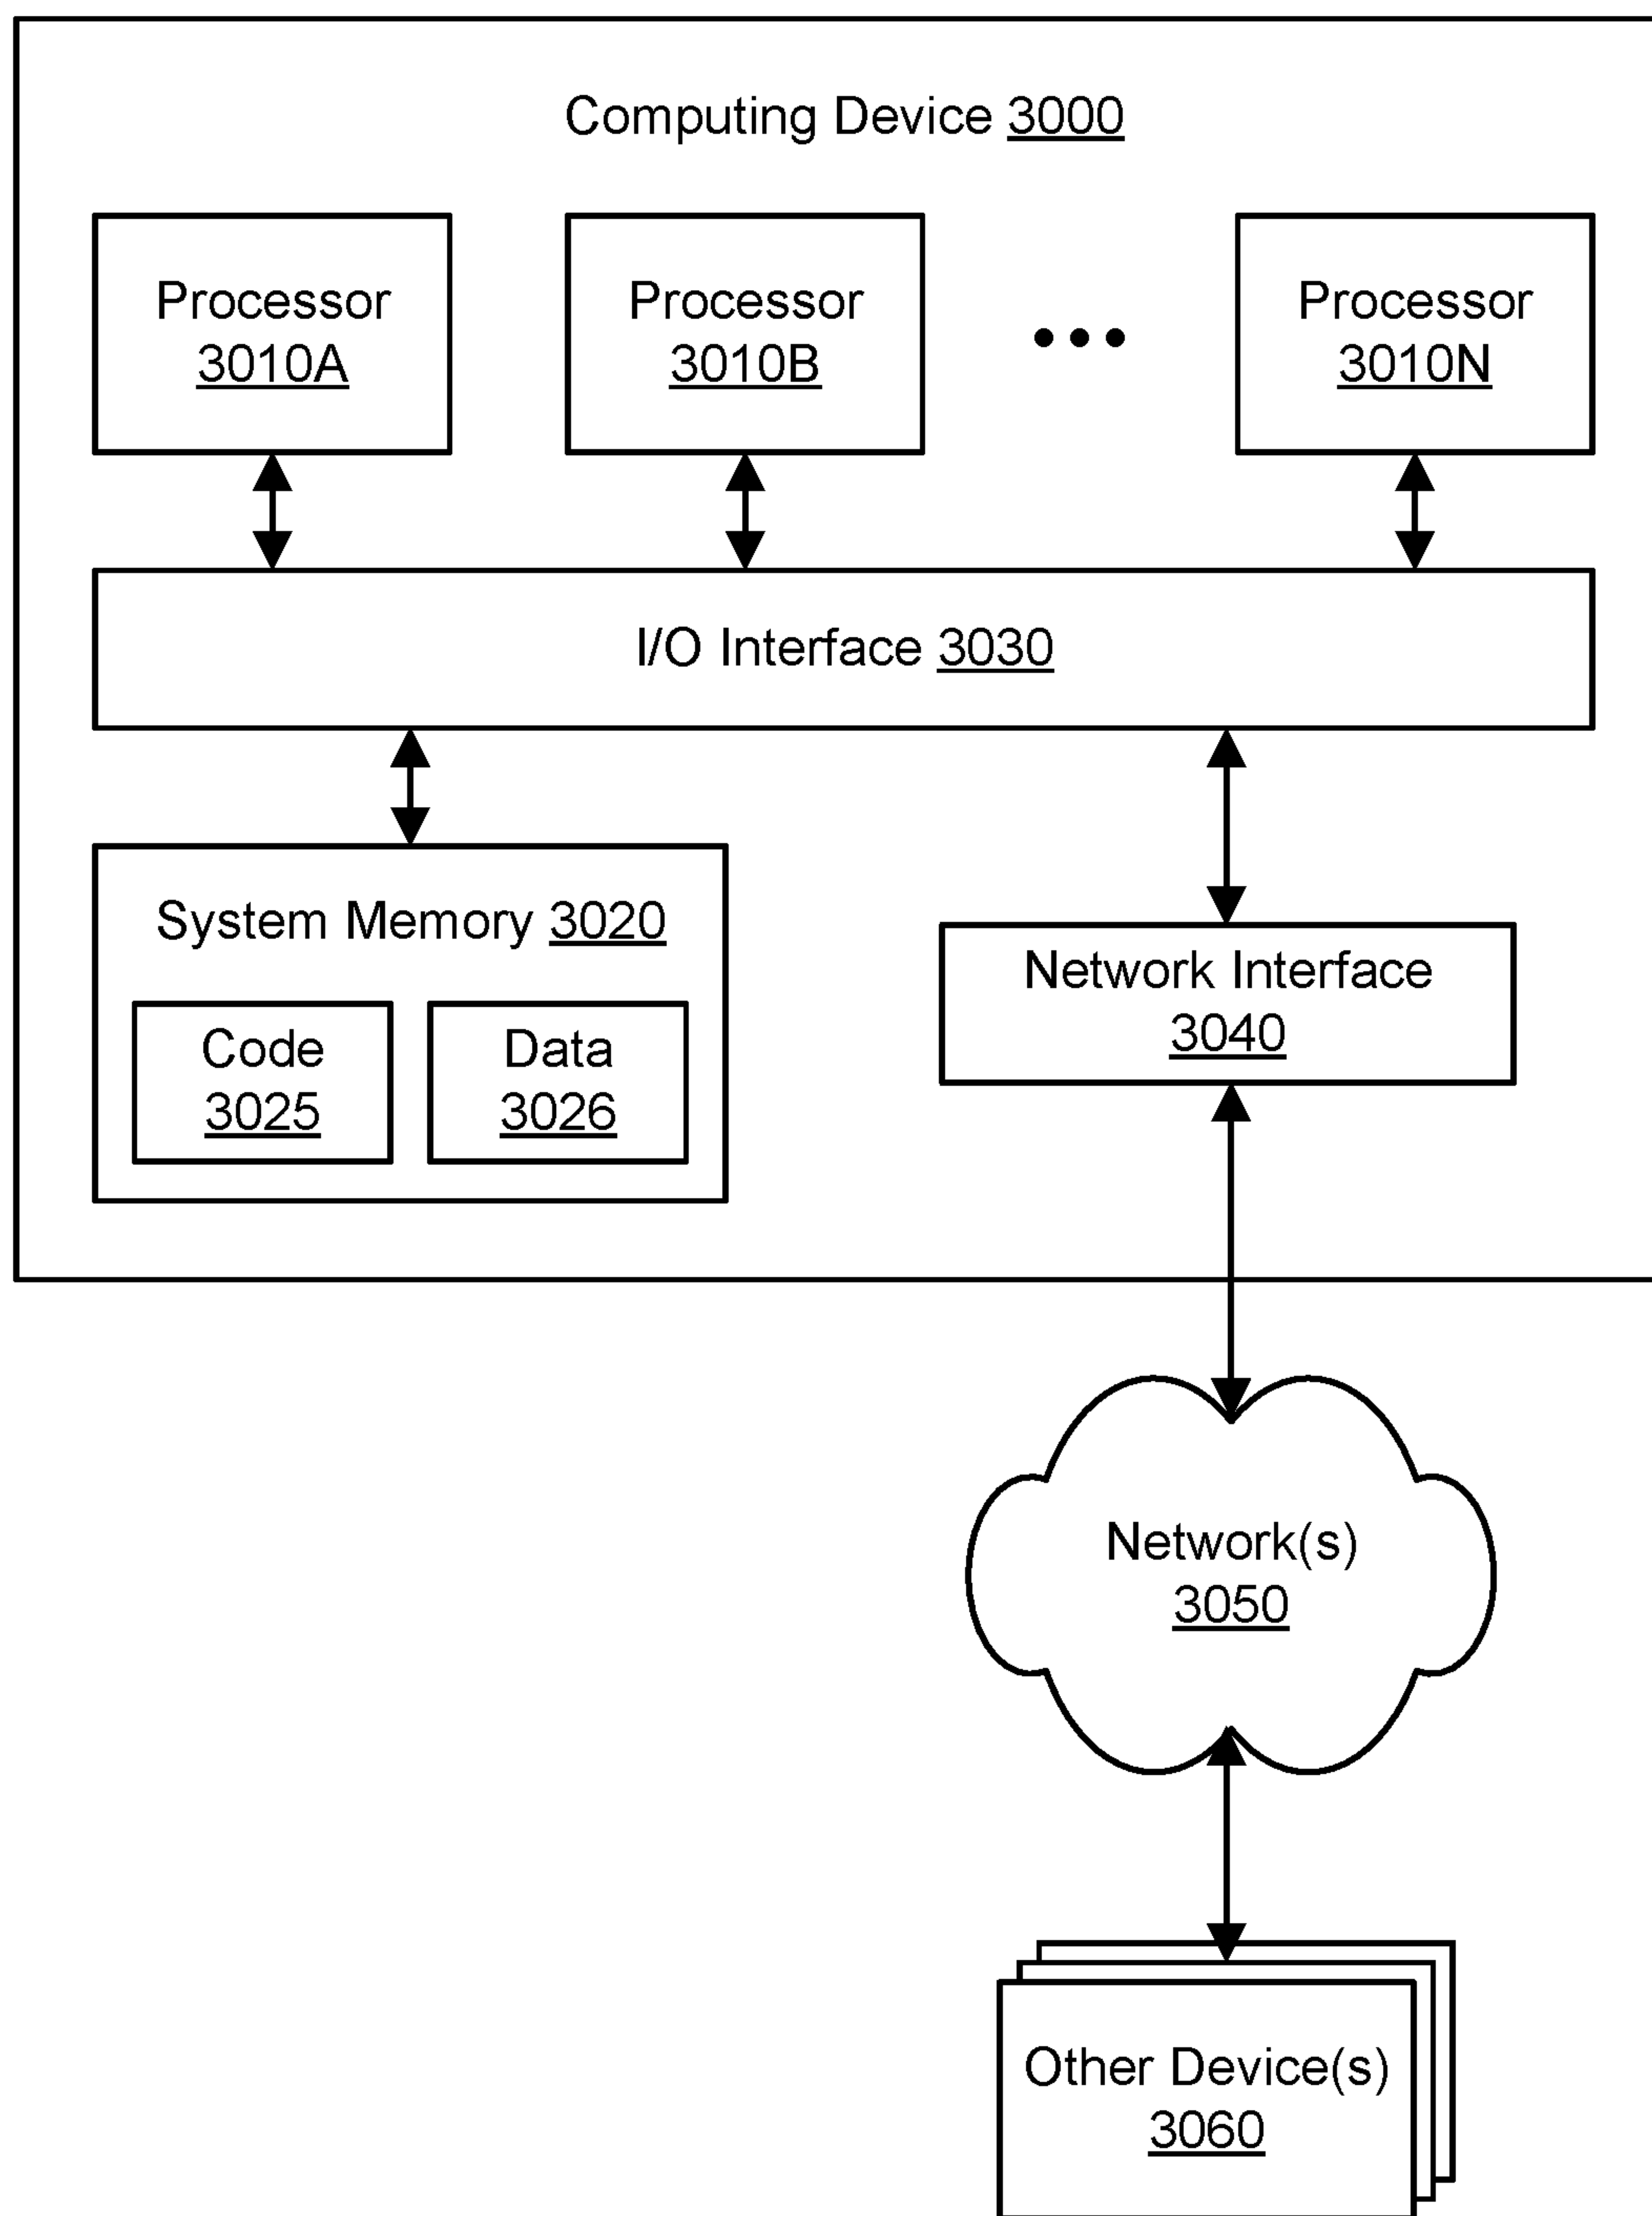 Computing Device 3000
Processor
3010A
Processor
3010B
Processor
3010N
I/O Interface 3030
System Memory 3020
Code
3025
Data
3026
Network Interface
3040
Network(s)
3050
Other Device(s)
3060